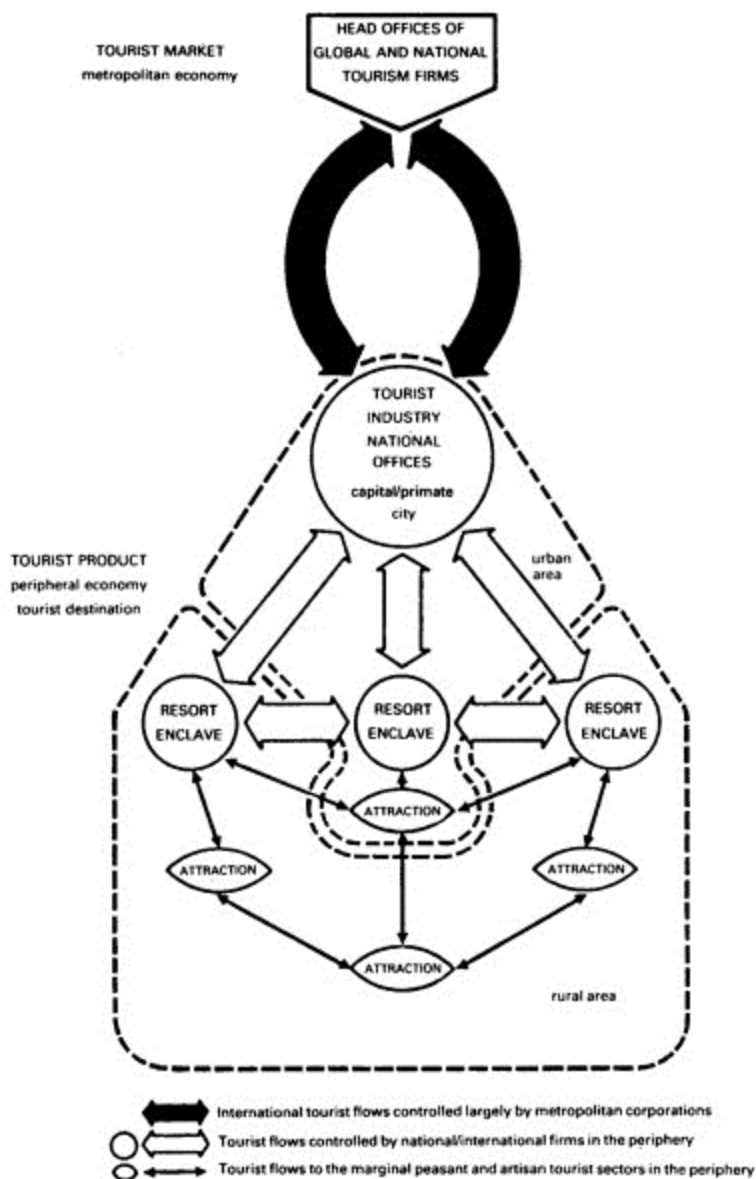 HEAD OFFICES OF
GLOBAL AND NATIONAL
TOURISM FIRMS
TOURIST MARKET
metropolitan economy
TOURIST
INDUSTRY
NATIONAL
OFFICES
capital/primate
city
TOURIST PRODUCT
peripheral economy
tourist destination
urban
area
RESORT
ENCLAVE
RESORT
ENCLAVE
RESORT
ENCLAVE
ATTRACTION
ATTRACTION
ATTRACTION
ATTRACTION
rural area
International tourist flows controlled largely by metropolitan corporations
Tourist flows controlled by national/international firms in the periphery
Tourist flows to the marginal peasant and artisan tourist sectors in the periphery